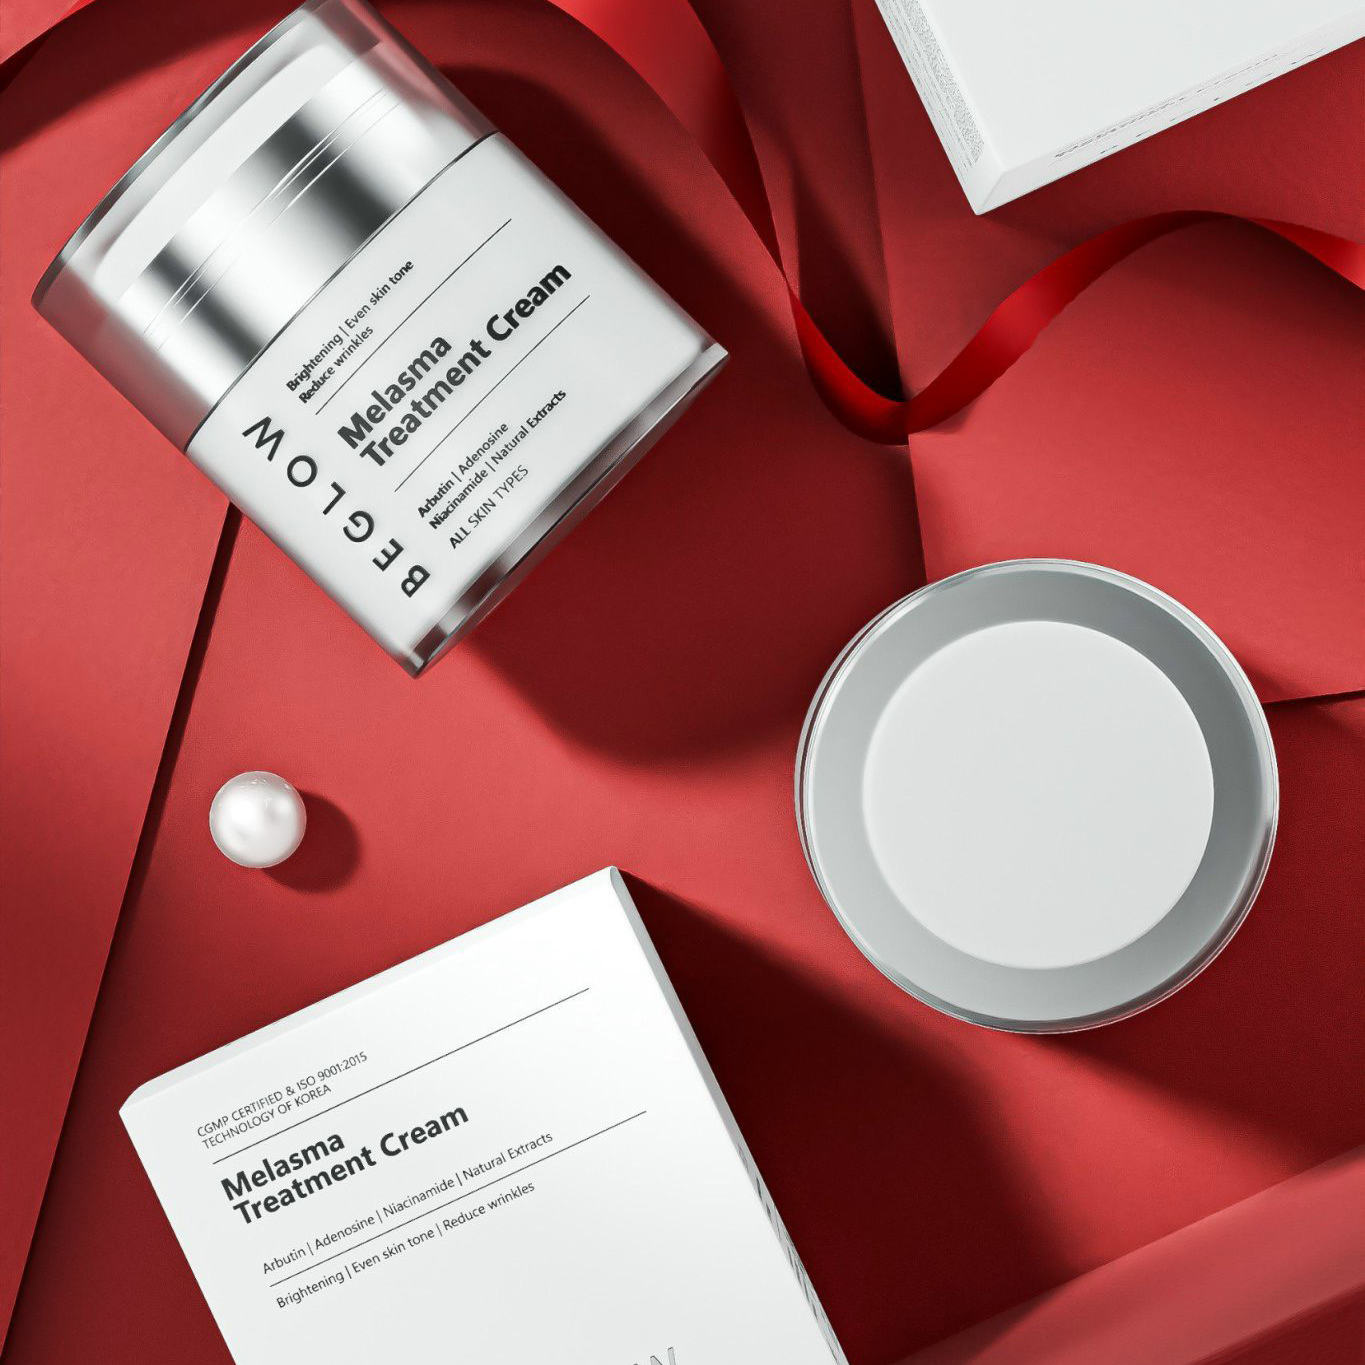 Brightening | Even skin tone
Reduce wrinkles
Melasma
Treatment Cream
Arbutin | Adenosine
Niacinamide | Natural Extracts
ALL SKIN TYPES
BEGLOW
CGMP CERTIFIED & ISO 9001:2015
TECHNOLOGY OF KOREA
Melasma
Treatment Cream
Arbutin | Adenosine | Niacinamide | Natural Extracts
Brightening | Even skin tone | Reduce wrinkles